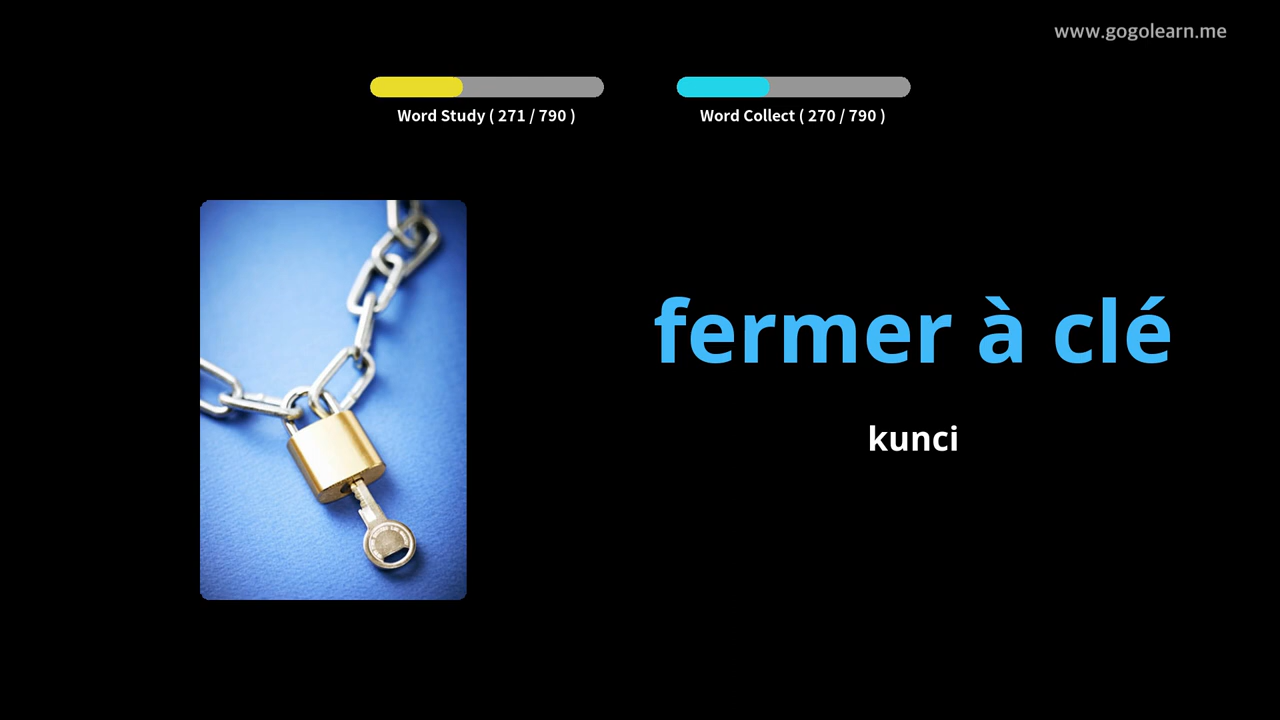 www.gogolearn.me
Word Study ( 271 / 790 )
Word Collect ( 270 / 790 )
fermer à clé
kunci